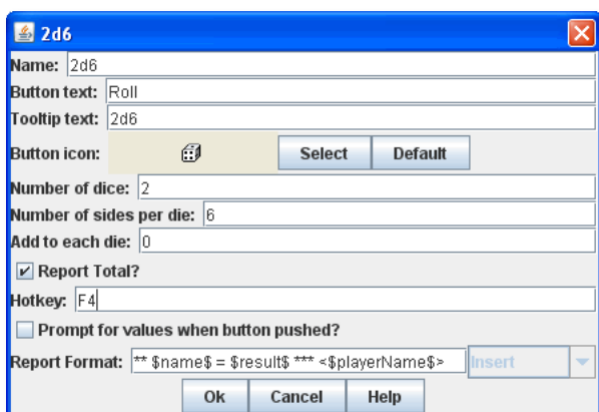 2d6
Name: 2d6
Button text: Roll
Tooltip text: 2d6
Button icon: Select Default
Number of dice: 2
Number of sides per die: 6
Add to each die: 0
Report Total?
Hotkey: F4
Prompt for values when button pushed?
Report Format: ** $name$ = $result$ *** <$playerName$> Insert
Ok Cancel Help